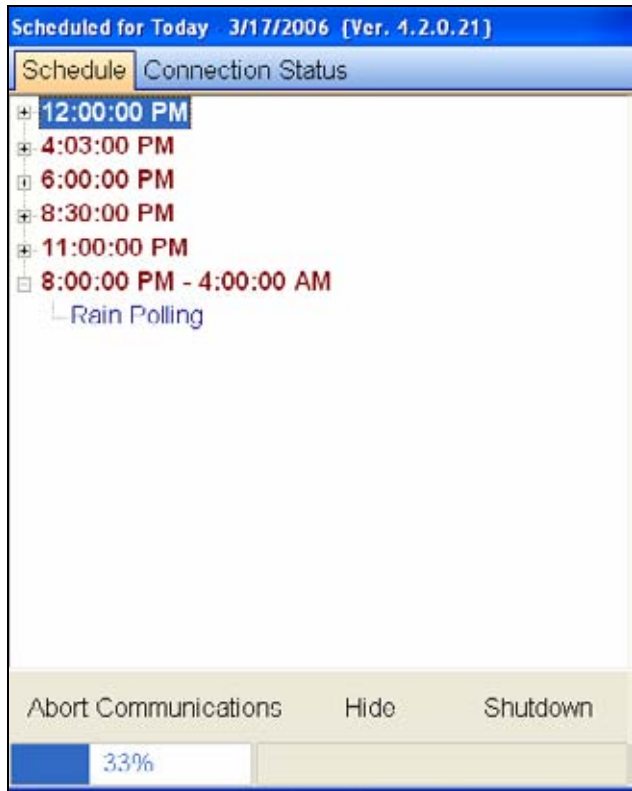 Scheduled for Today 3/17/2006 {Ver. 4.2.0.21}
Schedule Connection Status
12:00:00 PM
4:03:00 PM
6:00:00 PM
8:30:00 PM
11:00:00 PM
8:00:00 PM - 4:00:00 AM
Rain Polling
Abort Communications Hide Shutdown
33%